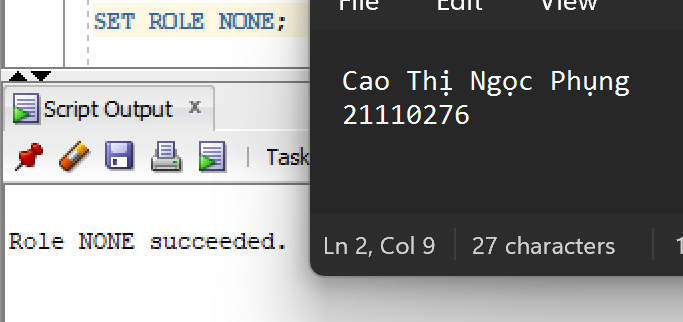 SET ROLE NONE;
Script Output x
Task
Role NONE succeeded.
File Edit View
Cao Thị Ngọc Phụng
21110276
Ln 2, Col 9 27 characters